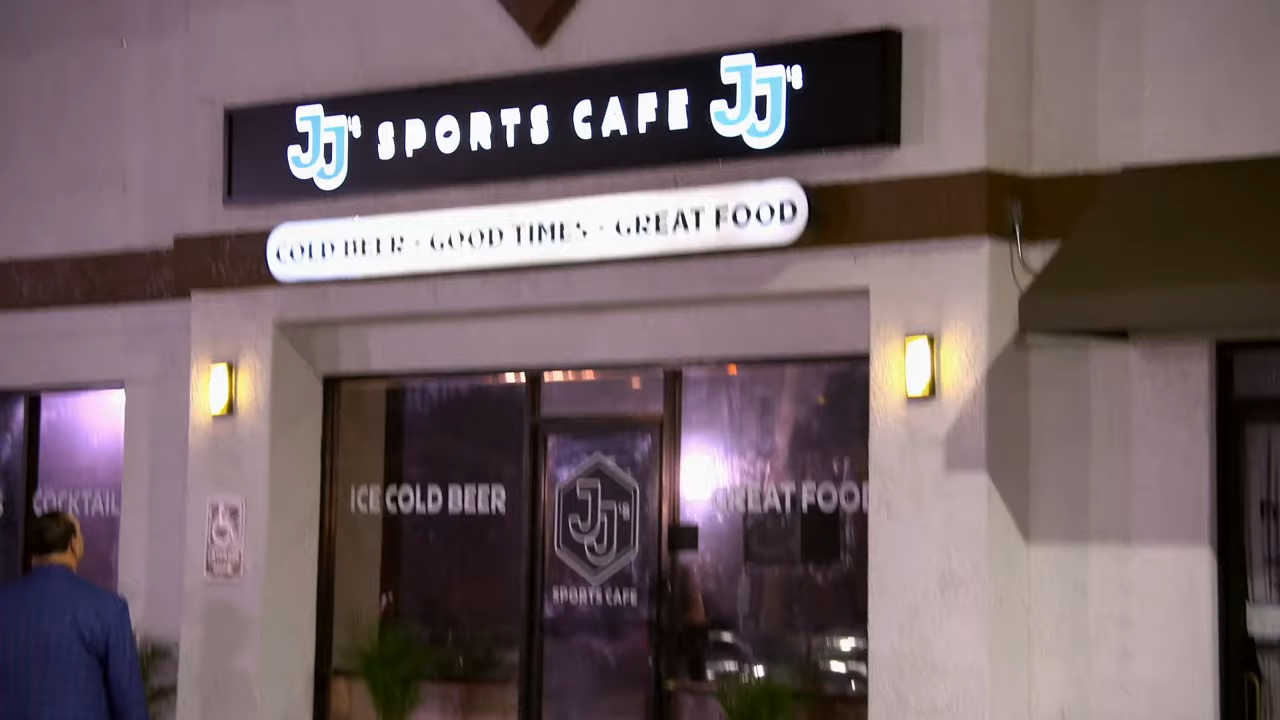 JJ's SPORTS CAFE JJ's
COLD BEER · GOOD TIMES · GREAT FOOD
COCKTAIL
ICE COLD BEER
JJ's
SPORTS CAFE
GREAT FOOD